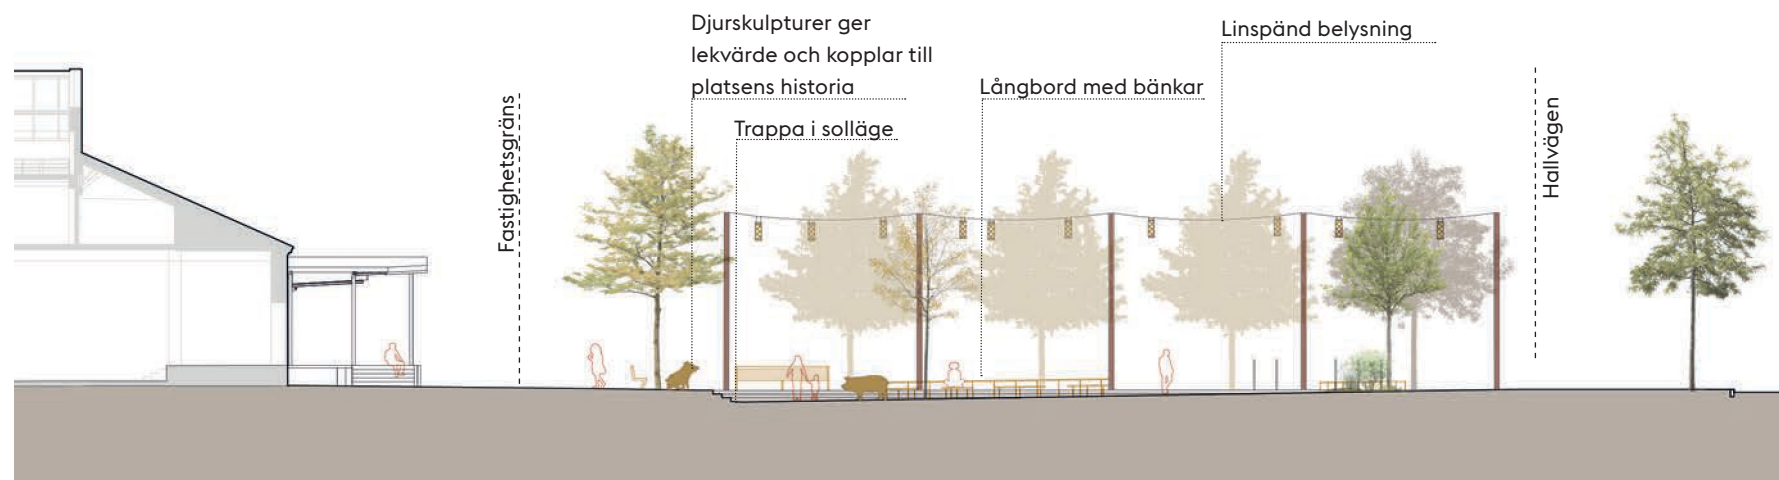 Djurskulpturer ger
lekvärde och kopplar till
platsens historia
Trappa i solläge
Långbord med bänkar
Linspänd belysning
Fastighetsgräns
Hallvägen